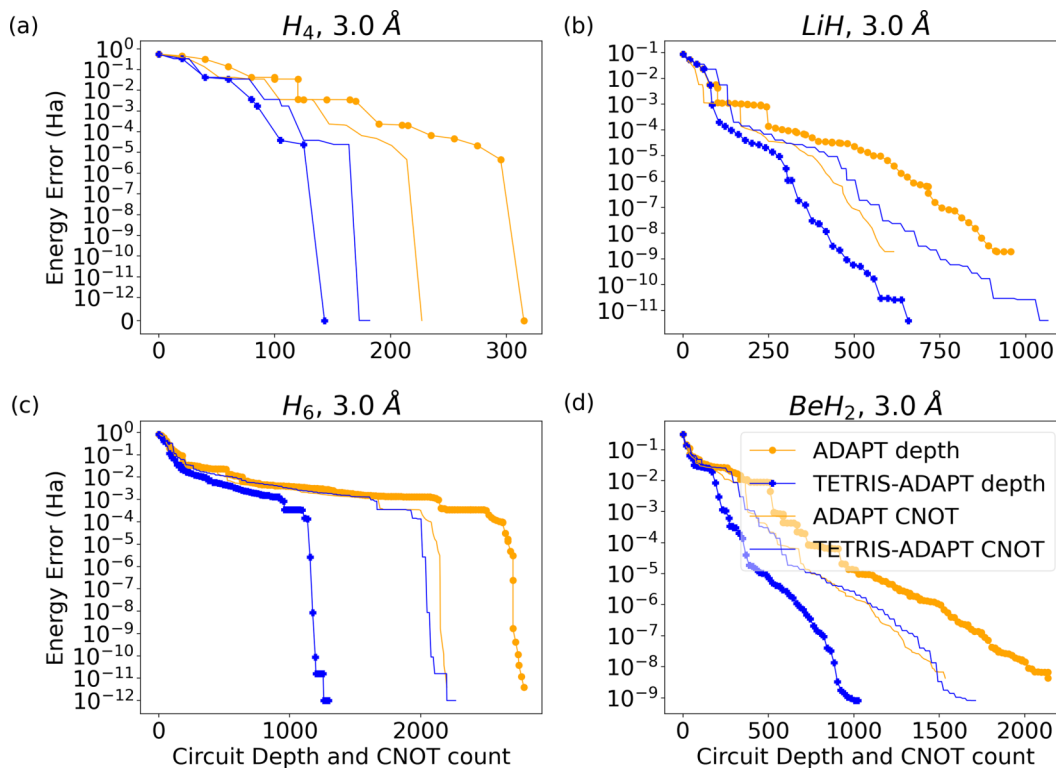 (a) H₄, 3.0 Å
Energy Error (Ha)
10⁰
10⁻¹
10⁻²
10⁻³
10⁻⁴
10⁻⁵
10⁻⁶
10⁻⁷
10⁻⁸
10⁻⁹
10⁻¹⁰
10⁻¹¹
10⁻¹²
0
0 100 200 300
(b) LiH, 3.0 Å
10⁻¹
10⁻²
10⁻³
10⁻⁴
10⁻⁵
10⁻⁶
10⁻⁷
10⁻⁸
10⁻⁹
10⁻¹⁰
10⁻¹¹
0 250 500 750 1000
(c) H₆, 3.0 Å
Energy Error (Ha)
10⁰
10⁻¹
10⁻²
10⁻³
10⁻⁴
10⁻⁵
10⁻⁶
10⁻⁷
10⁻⁸
10⁻⁹
10⁻¹⁰
10⁻¹¹
10⁻¹²
0 1000 2000
Circuit Depth and CNOT count
(d) BeH₂, 3.0 Å
10⁻¹
10⁻²
10⁻³
10⁻⁴
10⁻⁵
10⁻⁶
10⁻⁷
10⁻⁸
10⁻⁹
ADAPT depth
TETRIS-ADAPT depth
ADAPT CNOT
TETRIS-ADAPT CNOT
0 500 1000 1500 2000
Circuit Depth and CNOT count